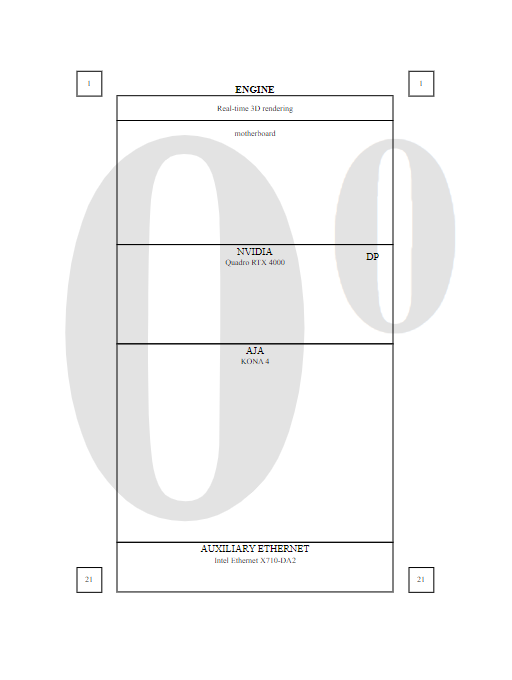 1
1
ENGINE
Real-time 3D rendering
motherboard
NVIDIA
Quadro RTX 4000
DP
AJA
KONA 4
AUXILIARY ETHERNET
Intel Ethernet X710-DA2
21
21
00